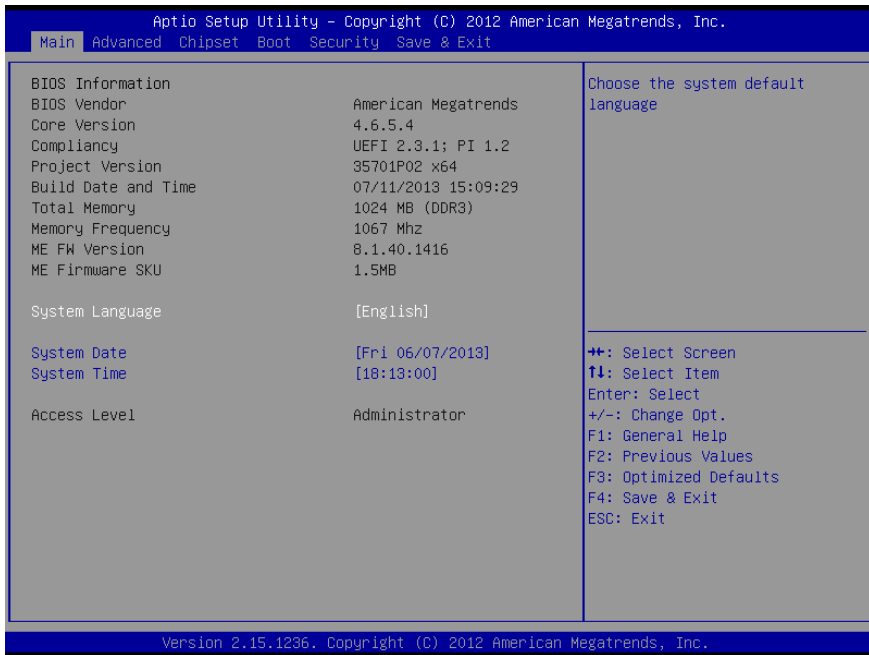 Aptio Setup Utility – Copyright (C) 2012 American Megatrends, Inc.
Main Advanced Chipset Boot Security Save & Exit
BIOS Information
BIOS Vendor American Megatrends
Core Version 4.6.5.4
Compliancy UEFI 2.3.1; PI 1.2
Project Version 35701P02 x64
Build Date and Time 07/11/2013 15:09:29
Total Memory 1024 MB (DDR3)
Memory Frequency 1067 Mhz
ME FW Version 8.1.40.1416
ME Firmware SKU 1.5MB
System Language [English]
System Date [Fri 06/07/2013]
System Time [18:13:00]
Access Level Administrator
Choose the system default
language
→←: Select Screen
↑↓: Select Item
Enter: Select
+/-: Change Opt.
F1: General Help
F2: Previous Values
F3: Optimized Defaults
F4: Save & Exit
ESC: Exit
Version 2.15.1236. Copyright (C) 2012 American Megatrends, Inc.